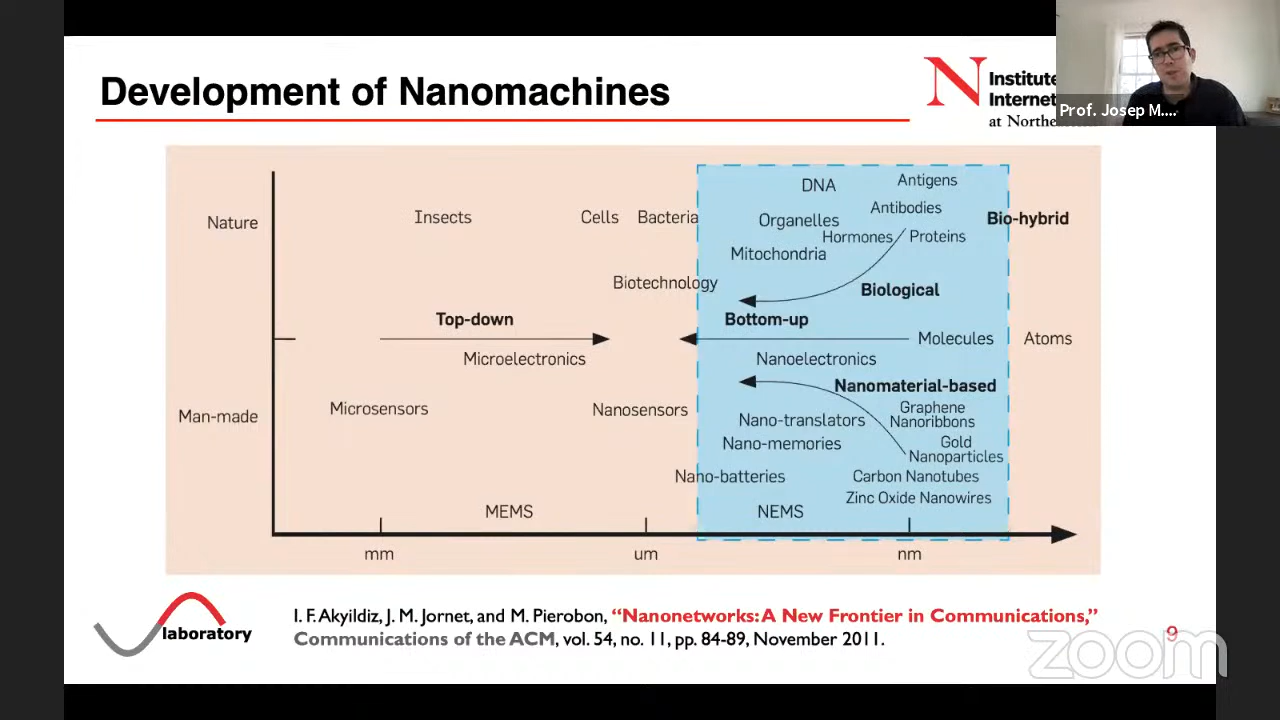 Development of Nanomachines
N Institute
Internet
at Northe
Prof. Josep M....
DNA
Antigens
Nature
Insects
Cells
Bacteria
Organelles
Antibodies
Bio-hybrid
Hormones
Proteins
Mitochondria
Biotechnology
Biological
Top-down
Bottom-up
Molecules
Atoms
Microelectronics
Nanoelectronics
Nanomaterial-based
Man-made
Microsensors
Nanosensors
Nano-translators
Graphene
Nanoribbons
Nano-memories
Gold
Nanoparticles
Nano-batteries
Carbon Nanotubes
Zinc Oxide Nanowires
MEMS
NEMS
mm
um
nm
laboratory
I. F. Akyildiz, J. M. Jornet, and M. Pierobon, “Nanonetworks: A New Frontier in Communications,”
Communications of the ACM, vol. 54, no. 11, pp. 84-89, November 2011.
9
zoom